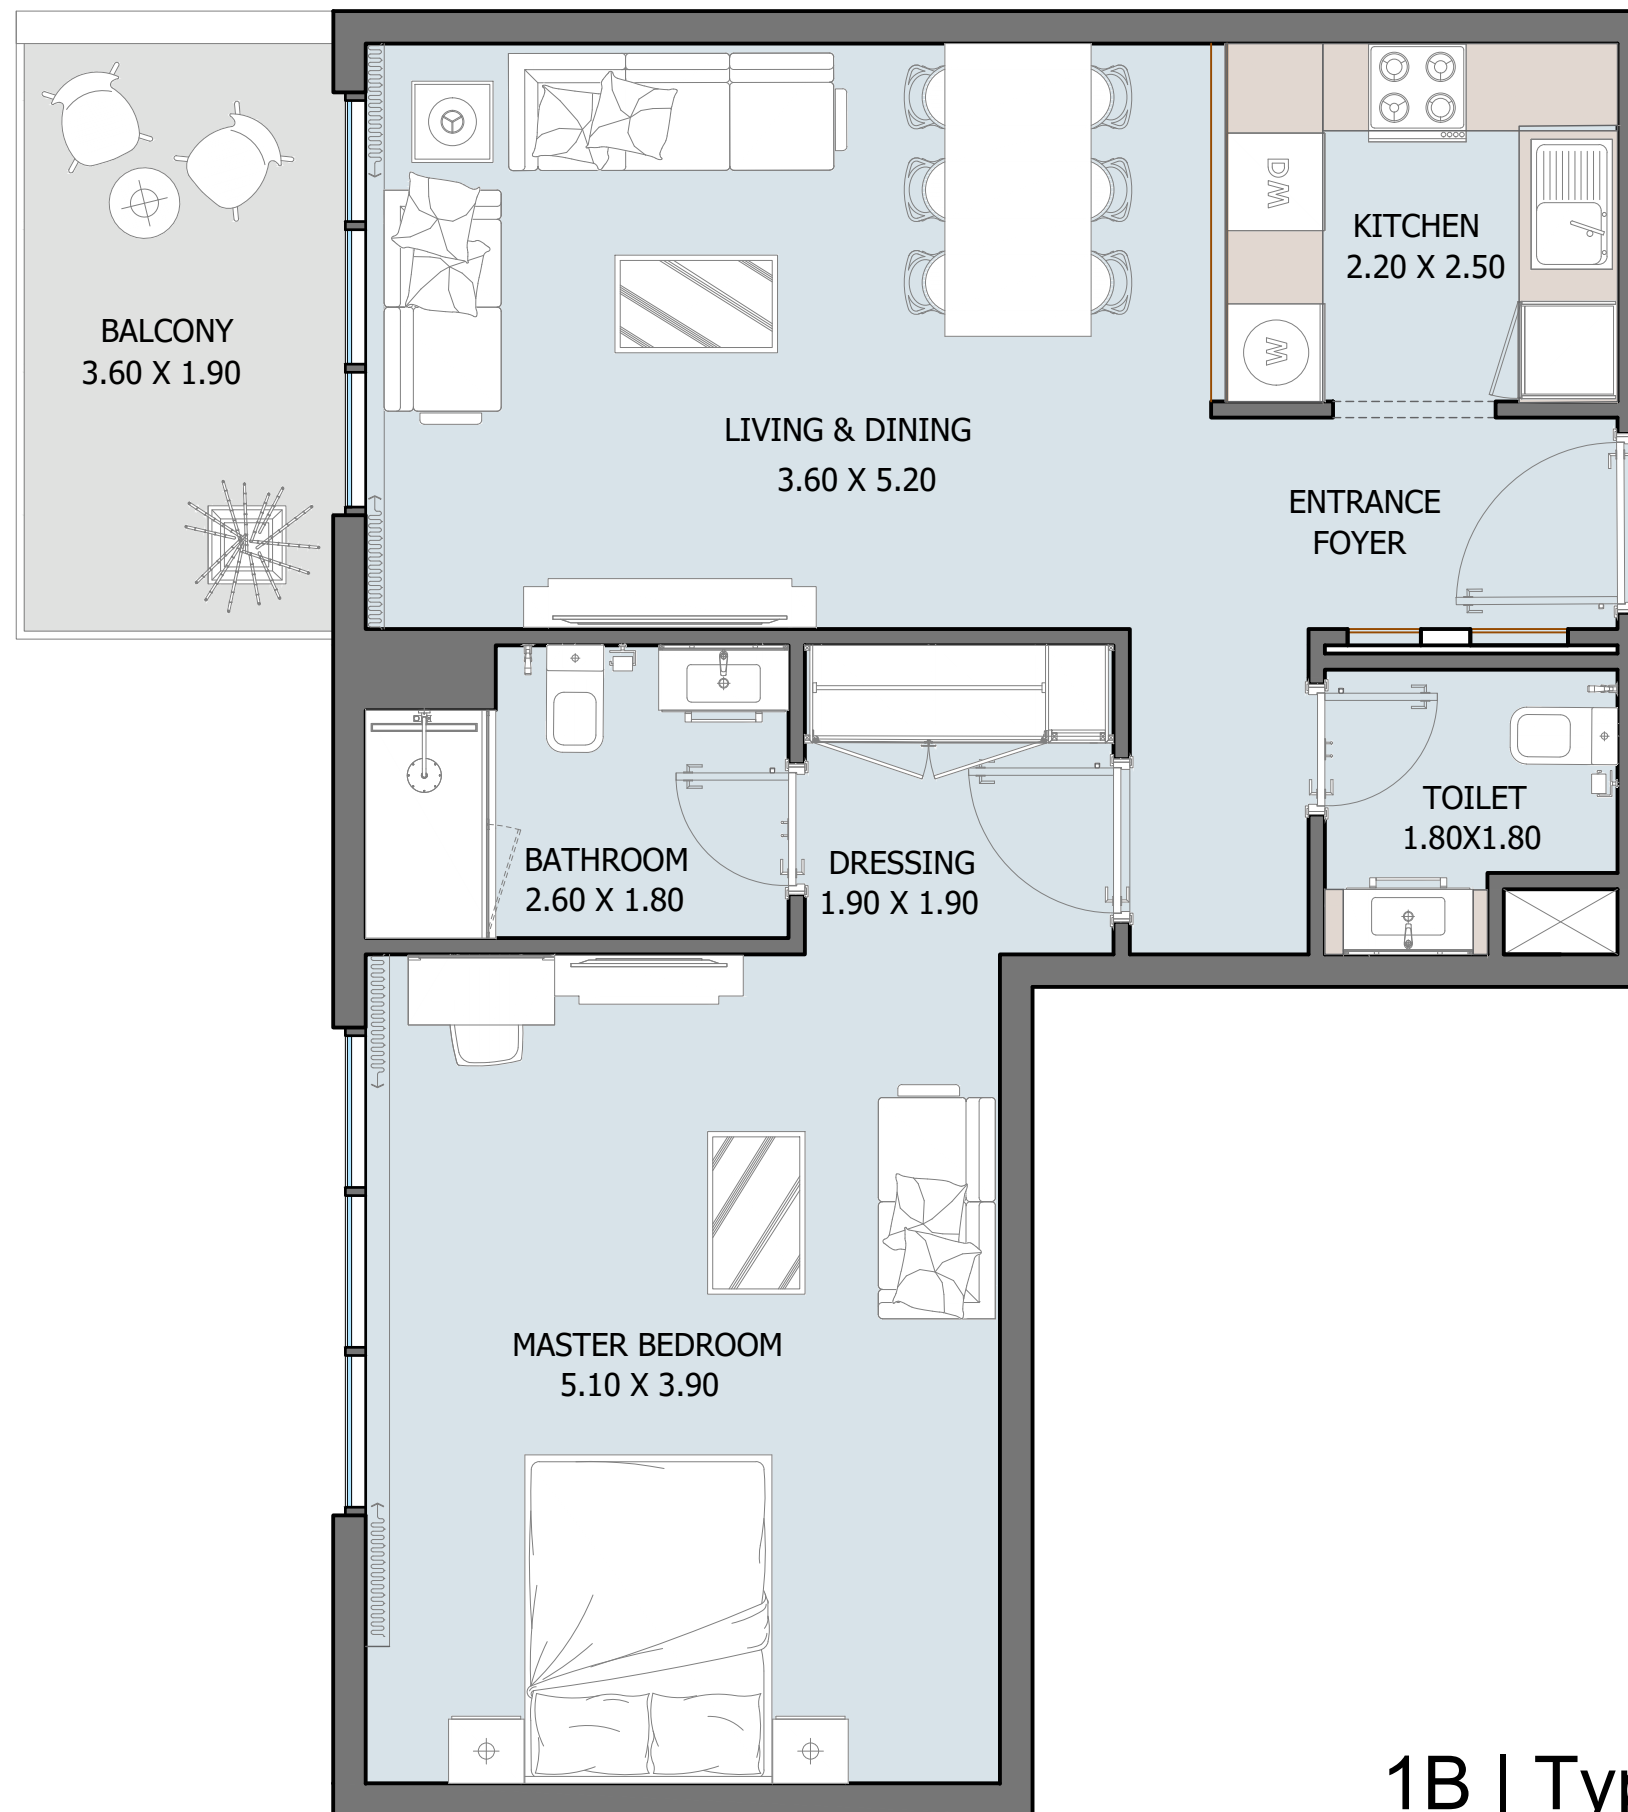 KITCHEN
2.20 X 2.50
DW
W
BALCONY
3.60 X 1.90
LIVING & DINING
3.60 X 5.20
ENTRANCE
FOYER
TOILET
1.80X1.80
BATHROOM
2.60 X 1.80
DRESSING
1.90 X 1.90
MASTER BEDROOM
5.10 X 3.90
1B | Typ